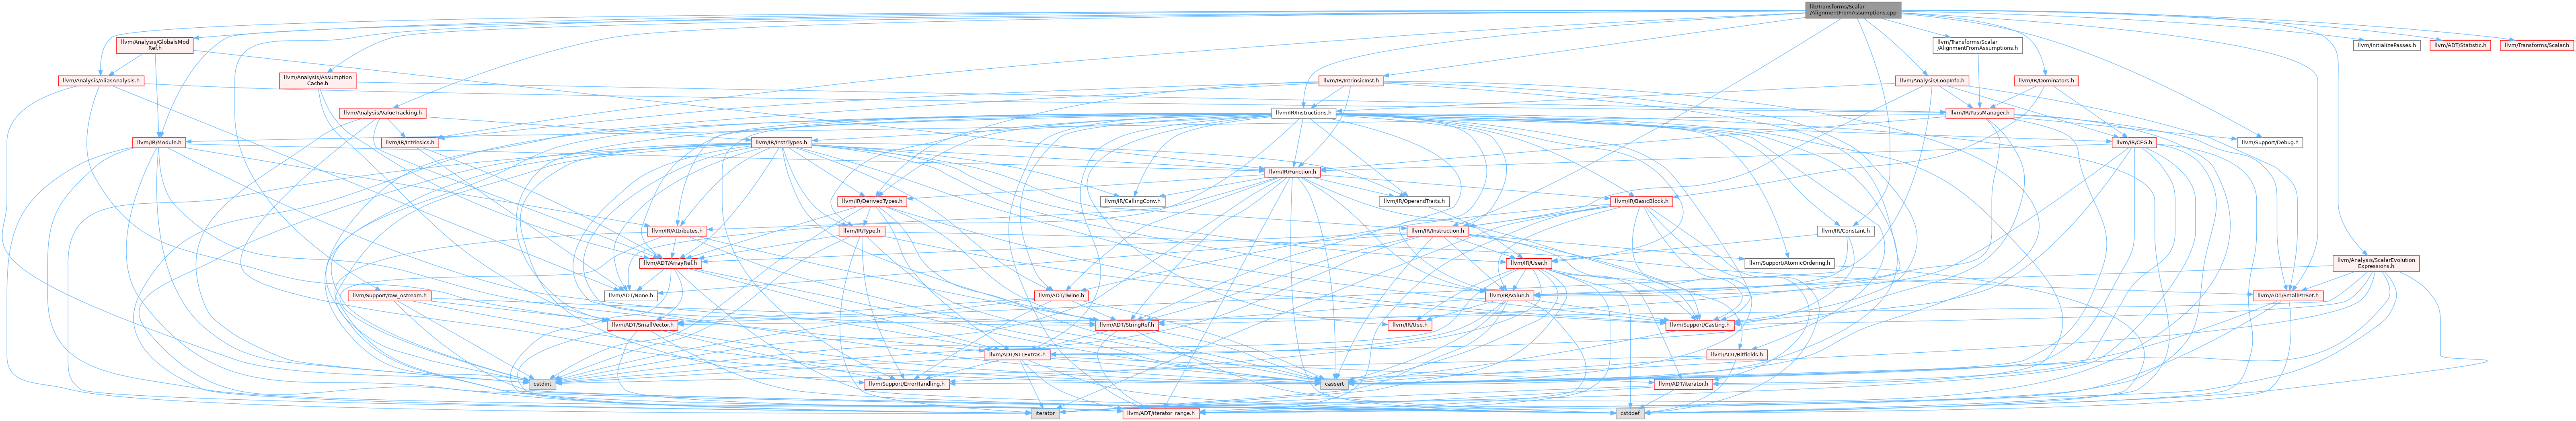 lib/Transforms/Scalar
/AlignmentFromAssumptions.cpp
llvm/Analysis/GlobalsMod
Ref.h
llvm/Transforms/Scalar
/AlignmentFromAssumptions.h
llvm/InitializePasses.h
llvm/ADT/Statistic.h
llvm/Transforms/Scalar.h
llvm/Analysis/AliasAnalysis.h
llvm/Analysis/Assumption
Cache.h
llvm/IR/IntrinsicInst.h
llvm/Analysis/LoopInfo.h
llvm/IR/Dominators.h
llvm/Analysis/ValueTracking.h
llvm/IR/Instructions.h
llvm/IR/PassManager.h
llvm/IR/Module.h
llvm/IR/Intrinsics.h
llvm/IR/InstrTypes.h
llvm/IR/CFG.h
llvm/Support/Debug.h
llvm/IR/Function.h
llvm/IR/DerivedTypes.h
llvm/IR/CallingConv.h
llvm/IR/OperandTraits.h
llvm/IR/BasicBlock.h
llvm/IR/Attributes.h
llvm/IR/Type.h
llvm/IR/Instruction.h
llvm/IR/Constant.h
llvm/ADT/ArrayRef.h
llvm/IR/User.h
llvm/Support/AtomicOrdering.h
llvm/Analysis/ScalarEvolution
Expressions.h
llvm/Support/raw_ostream.h
llvm/ADT/None.h
llvm/ADT/Twine.h
llvm/IR/Value.h
llvm/ADT/SmallPtrSet.h
llvm/ADT/SmallVector.h
llvm/ADT/StringRef.h
llvm/IR/Use.h
llvm/Support/Casting.h
llvm/ADT/STLExtras.h
llvm/ADT/Bitfields.h
cstdint
llvm/Support/ErrorHandling.h
cassert
llvm/ADT/iterator.h
iterator
llvm/ADT/iterator_range.h
cstddef